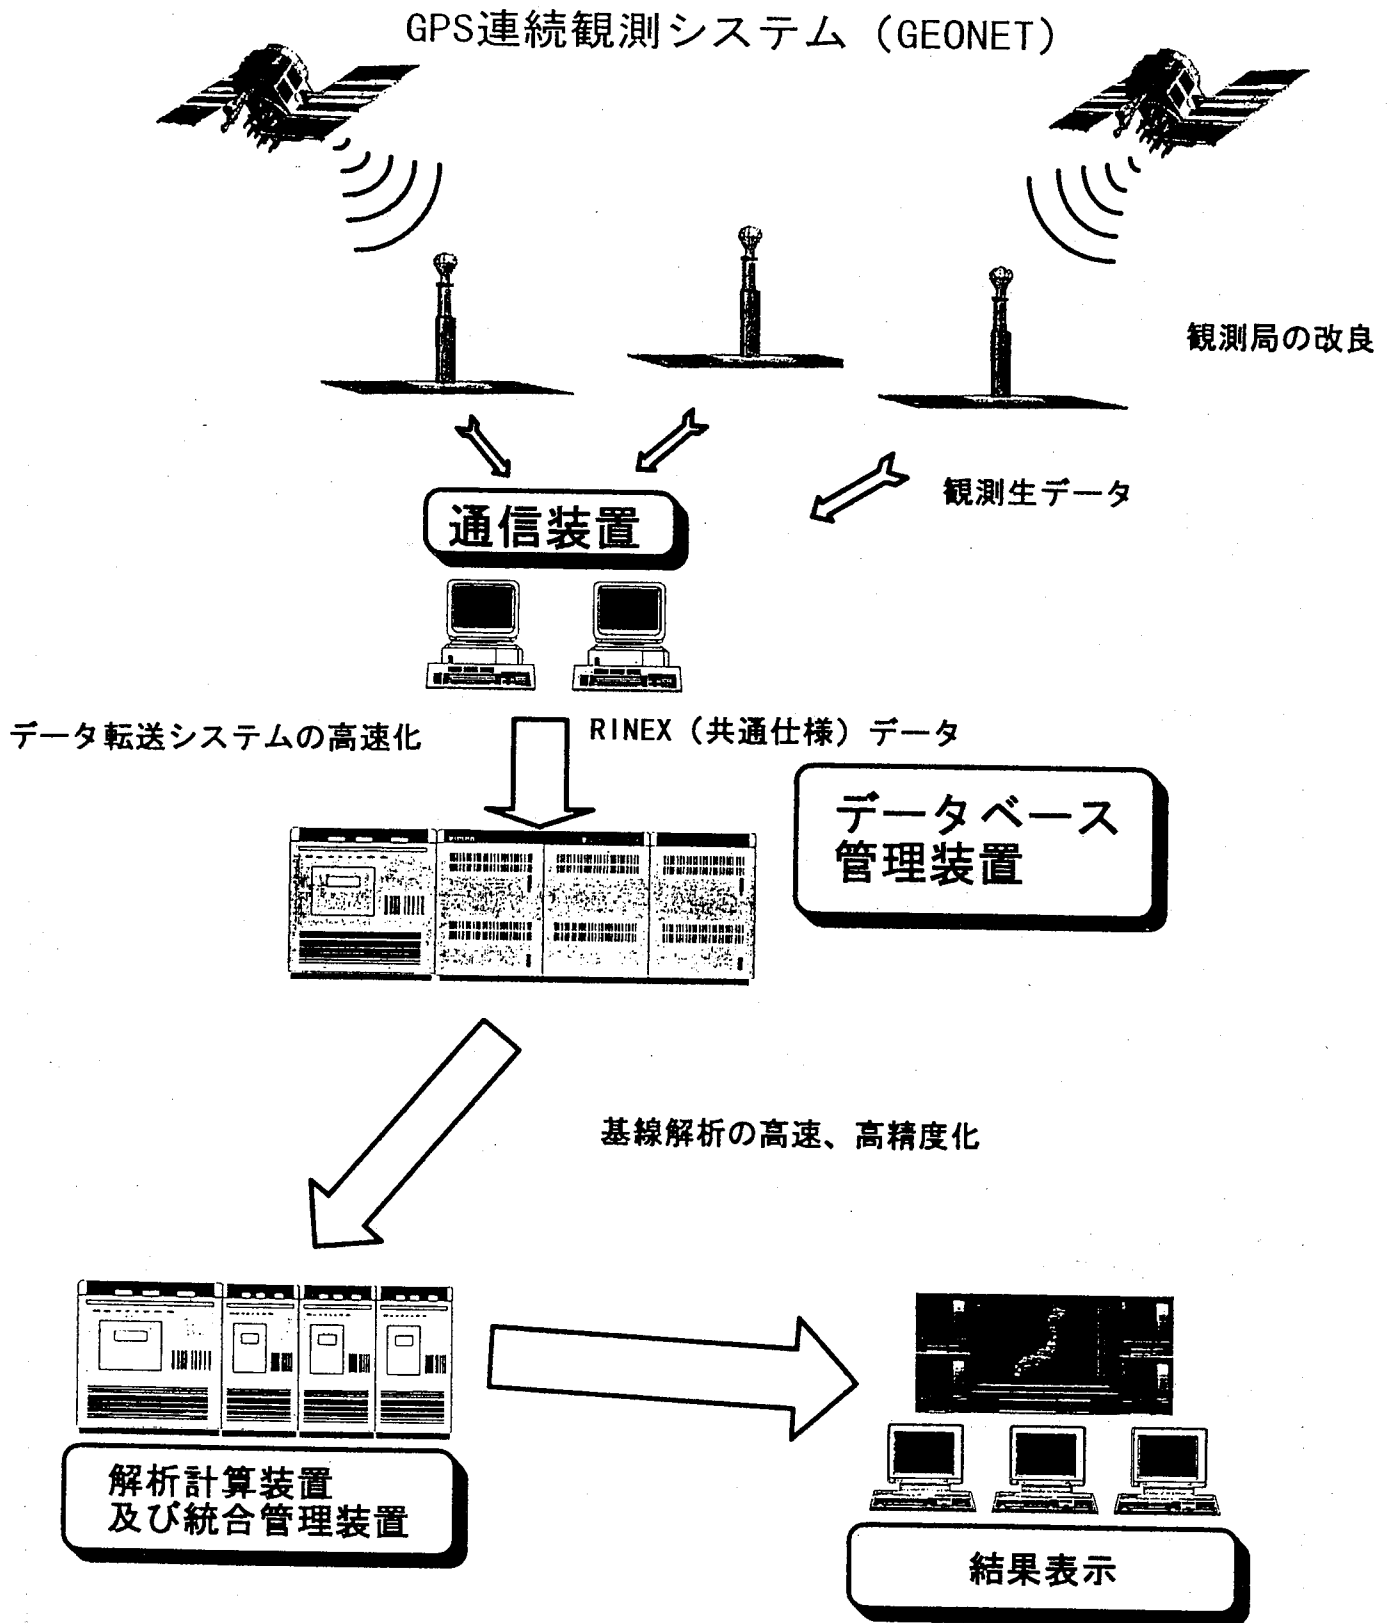 GPS連続観測システム（GEONET）
観測局の改良
観測生データ
通信装置
データ転送システムの高速化
RINEX（共通仕様）データ
データベース
管理装置
基線解析の高速、高精度化
解析計算装置
及び統合管理装置
結果表示